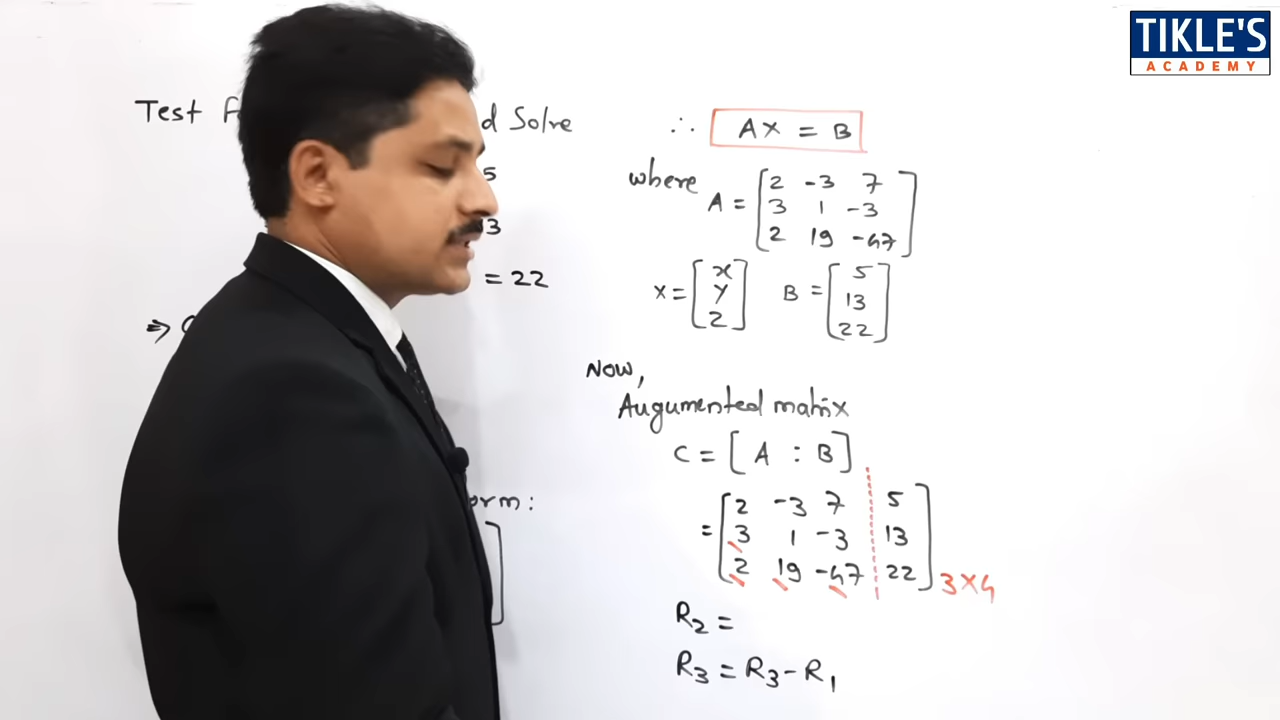 TIKLE'S
ACADEMY
Test F d Solve
5
13
= 22
⇒
orm:
∴ AX = B
where A = [2 -3 7
3 1 -3
2 19 -47]
X = [x
y
z]
B = [5
13
22]
Now,
Augumented matrix
C = [A : B]
= [2 -3 7 5
3 1 -3 13
2 19 -47 22] 3×4
R2 =
R3 = R3 - R1